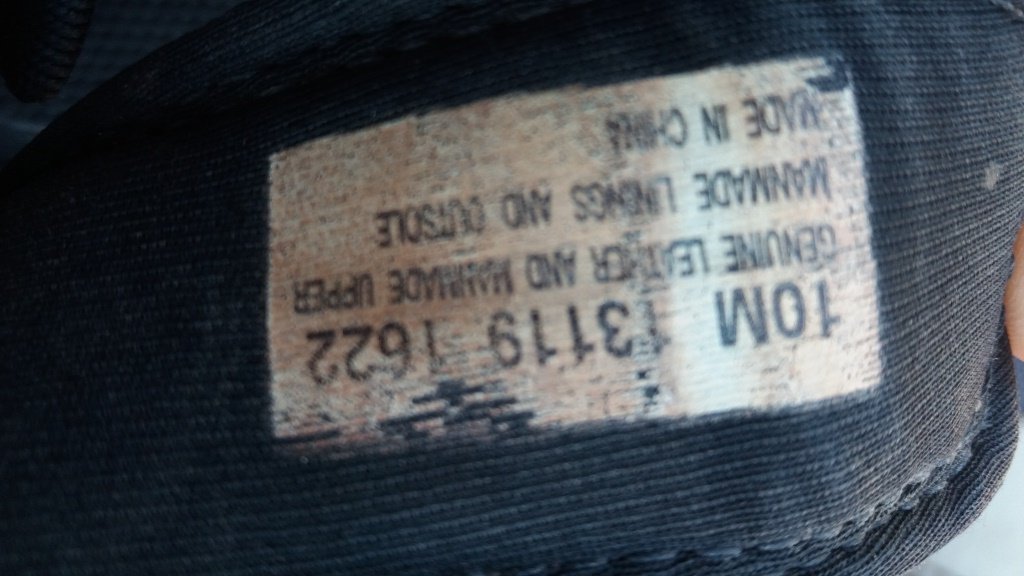 10M 13119 1622
GENUINE LEATHER AND MANMADE UPPER
MANMADE LININGS AND OUTSOLE
MADE IN CHINA